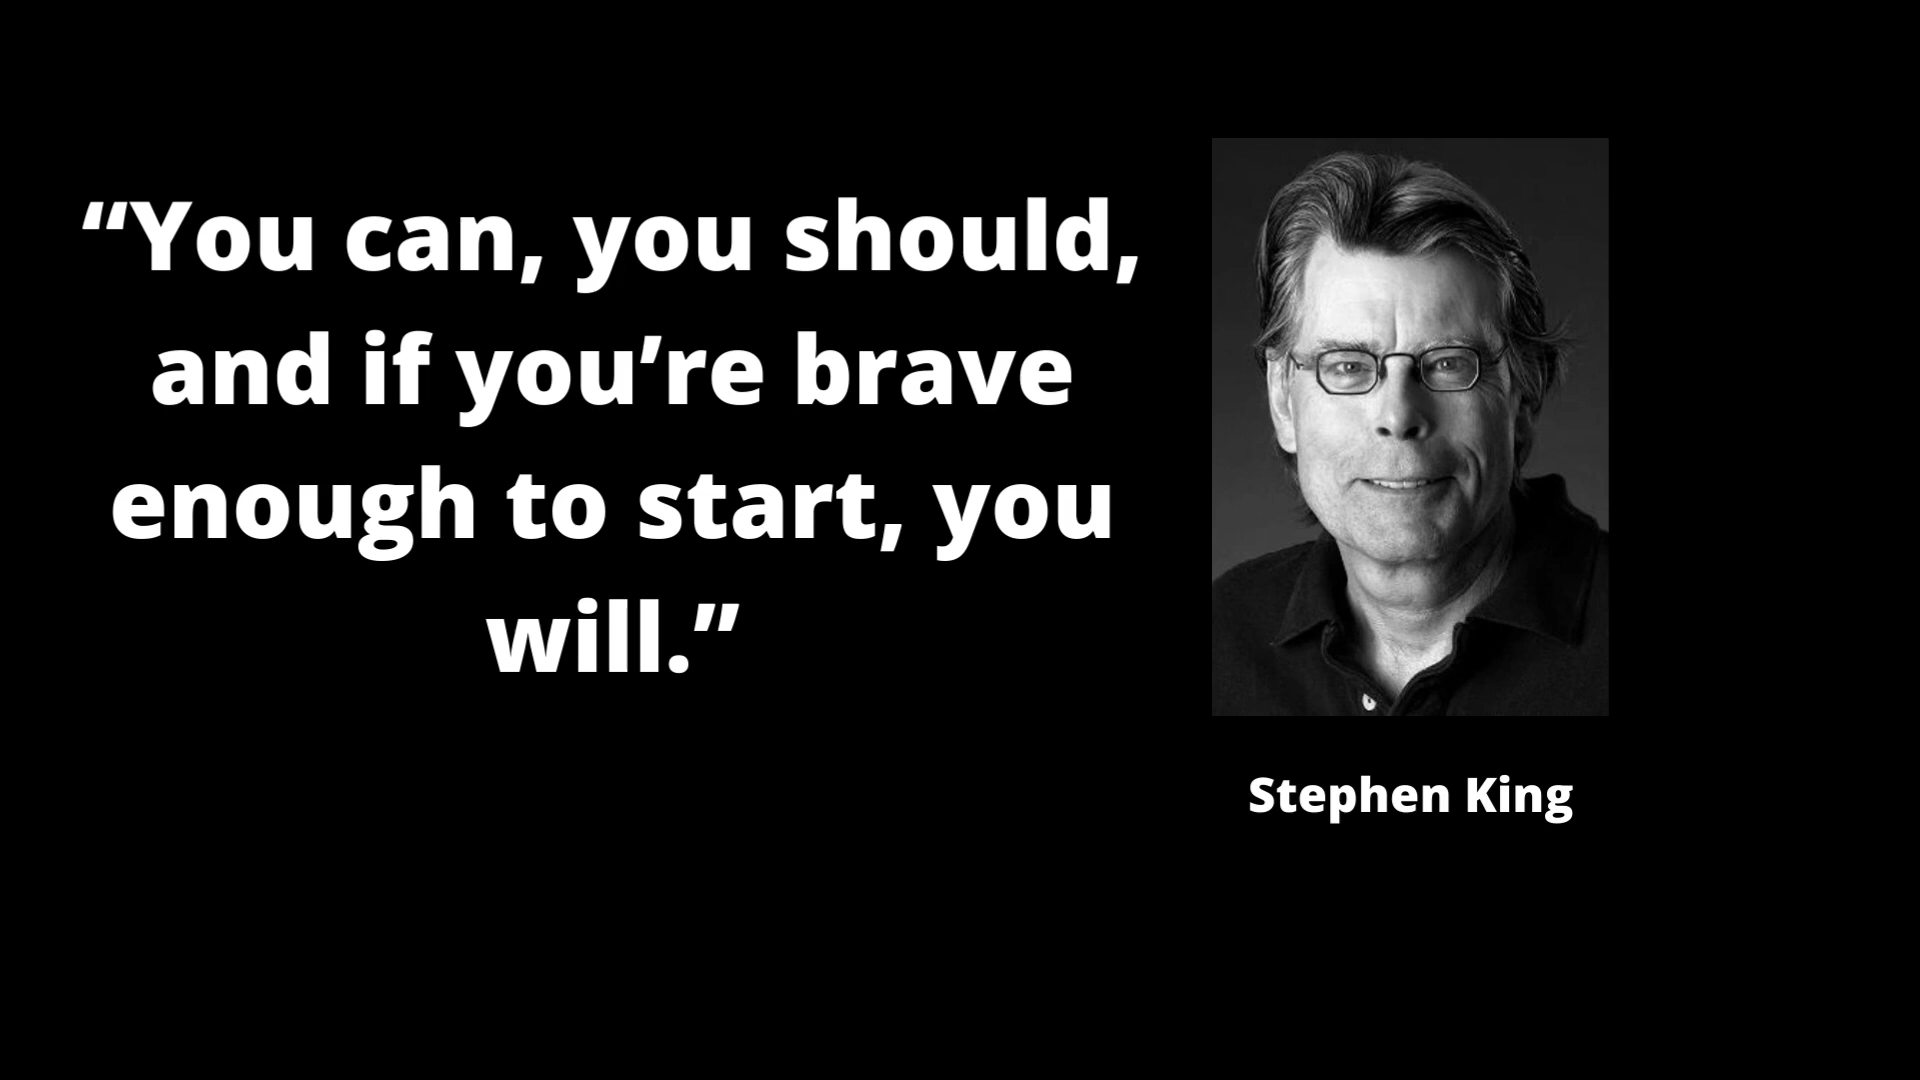 “You can, you should,
and if you’re brave
enough to start, you
will.”
Stephen King